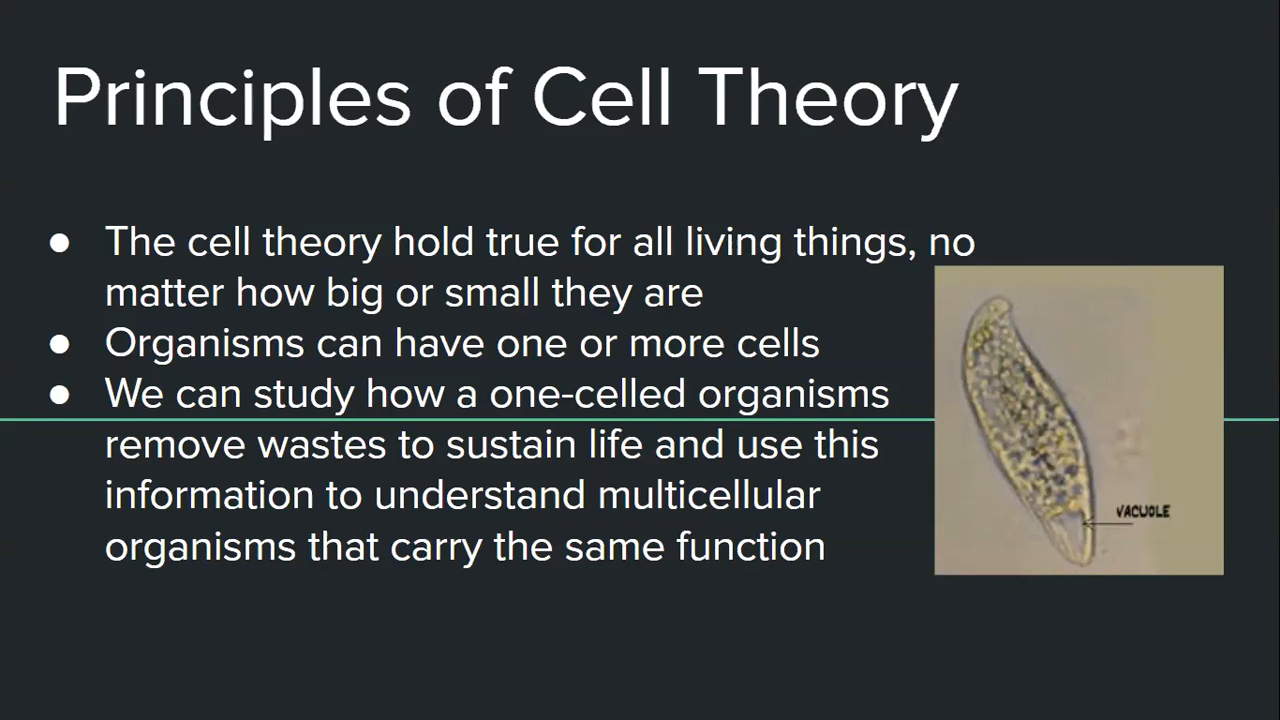 Principles of Cell Theory
● The cell theory hold true for all living things, no
matter how big or small they are
● Organisms can have one or more cells
● We can study how a one-celled organisms
remove wastes to sustain life and use this
information to understand multicellular
organisms that carry the same function
VACUOLE